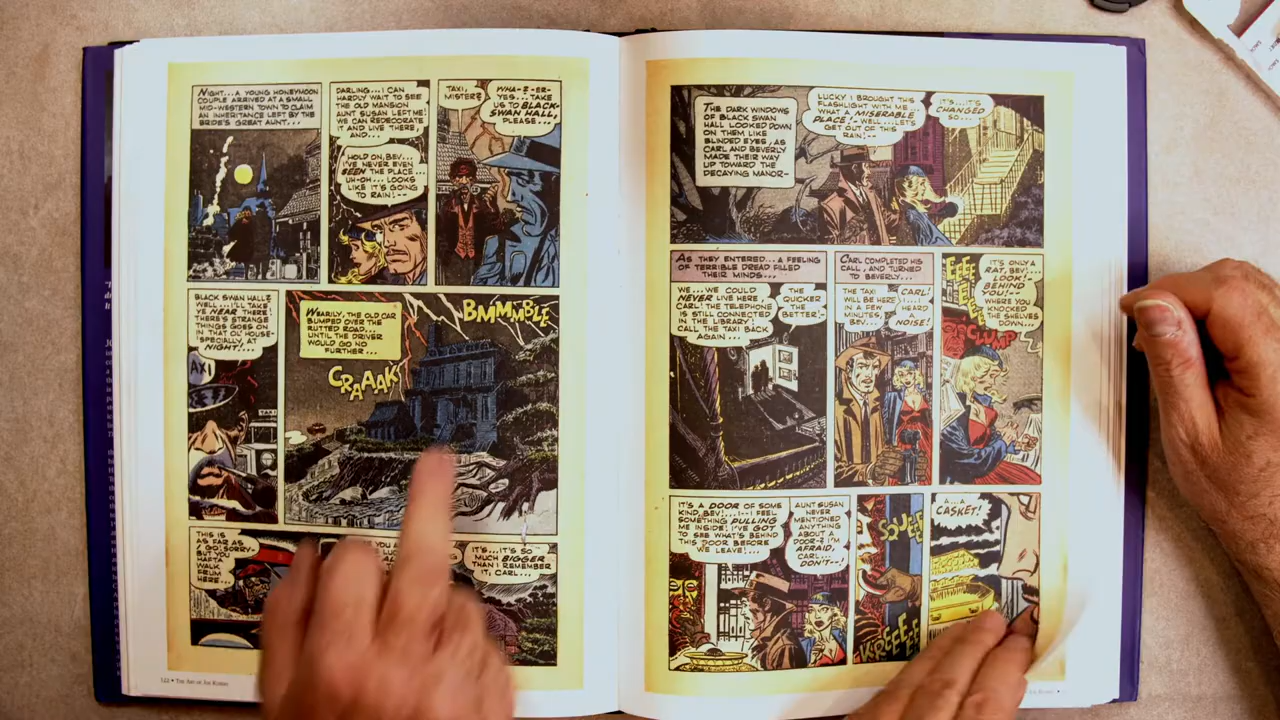 NIGHT... A YOUNG HONEYMOON
COUPLE ARRIVED AT A SMALL
MID-WESTERN TOWN TO CLAIM
AN INHERITANCE LEFT BY THE
BRIDE'S GREAT AUNT...
DARLING...I CAN
HARDLY WAIT TO SEE
THE OLD MANSION
AUNT SUSAN LEFT ME!
WE CAN REDECORATE
IT AND LIVE THERE,
AND...
HOLD ON, BEV...
I'VE NEVER EVEN
SEEN THE PLACE...
UH-OH... LOOKS
LIKE IT'S GOING
TO RAIN!--
TAXI,
MISTER?
WHA-? -ER-
YES... TAKE
US TO BLACK-
SWAN HALL,
PLEASE...
BLACK SWAN HALL?
WELL... I'LL TAKE
YE NEAR THERE!
THERE'S STRANGE
THINGS GOES ON
IN THAT OL' HOUSE-
'SPECIALLY, AT
NIGHT!...
AXI
TAXI
WEARILY, THE OLD CAR
BUMPED OVER THE
RUTTED ROAD...
UNTIL THE DRIVER
WOULD GO NO
FURTHER...
BMMMMBLE
CRAAAK
THIS IS
AS FAR AS
I GO! SORRY-
BUT YOU
HAFTA
WALK
FRUM
HERE...
IT'S... IT'S SO
MUCH BIGGER
THAN I REMEMBER
IT, CARL...
122 • THE ART OF JOE KUBERT
THE DARK WINDOWS
OF BLACK SWAN
HALL LOOKED DOWN
ON THEM LIKE
BLINDED EYES, AS
CARL AND BEVERLY
MADE THEIR WAY
UP TOWARD THE
DECAYING MANOR-
LUCKY I BROUGHT THIS
FLASHLIGHT WITH ME--
WHAT A MISERABLE
PLACE!- WELL...LET'S
GET OUT OF THIS
RAIN!--
IT'S...IT'S
CHANGED
SO...
AS THEY ENTERED... A FEELING
OF TERRIBLE DREAD FILLED
THEIR MINDS...
WE...WE COULD
NEVER LIVE HERE,
CARL! THE TELEPHONE
IS STILL CONNECTED
IN THE LIBRARY!
CALL THE TAXI BACK
AGAIN...
THE
QUICKER
THE
BETTER!-
CARL COMPLETED HIS
CALL, AND TURNED
TO BEVERLY...
THE TAXI
WILL BE HERE
IN A FEW
MINUTES,
BEV...
CARL!
I...I
HEARD
A
NOISE!
EEEE
EEE
IT'S ONLY A
RAT, BEV!...
LOOK!-
BEHIND
YOU!--
WHERE YOU
KNOCKED
THE SHELVES
DOWN...
CLUMP
IT'S A DOOR OF SOME
KIND, BEV!...I--I FEEL
SOMETHING PULLING
ME INSIDE! I'VE GOT
TO SEE WHAT'S BEHIND
THIS DOOR BEFORE
WE LEAVE!...
AUNT SUSAN
NEVER
MENTIONED
ANYTHING
ABOUT A
DOOR-? I'M
AFRAID,
CARL...
DON'T--!
A...A
CASKET!